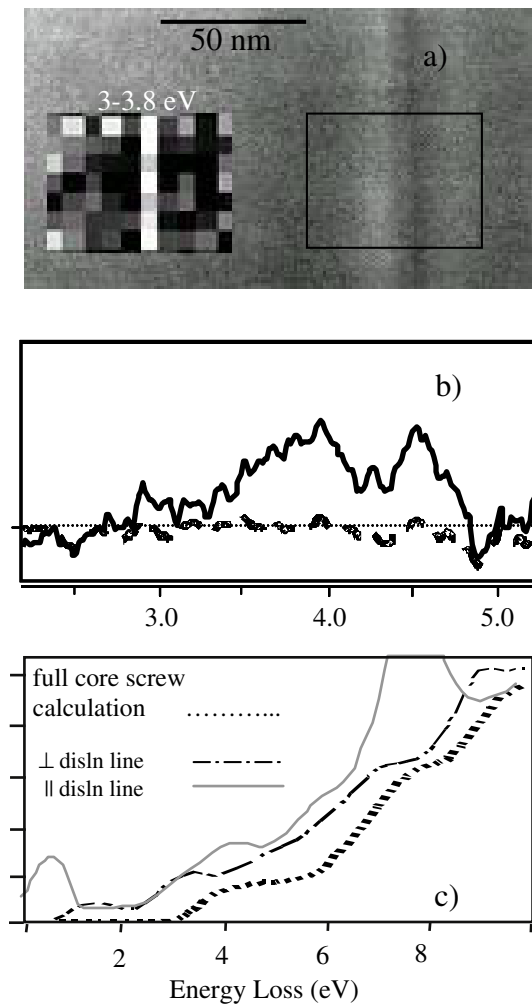 50 nm
a)
3-3.8 eV
b)
3.0 4.0 5.0
full core screw
calculation
⊥ disln line
∥ disln line
c)
2 4 6 8
Energy Loss (eV)